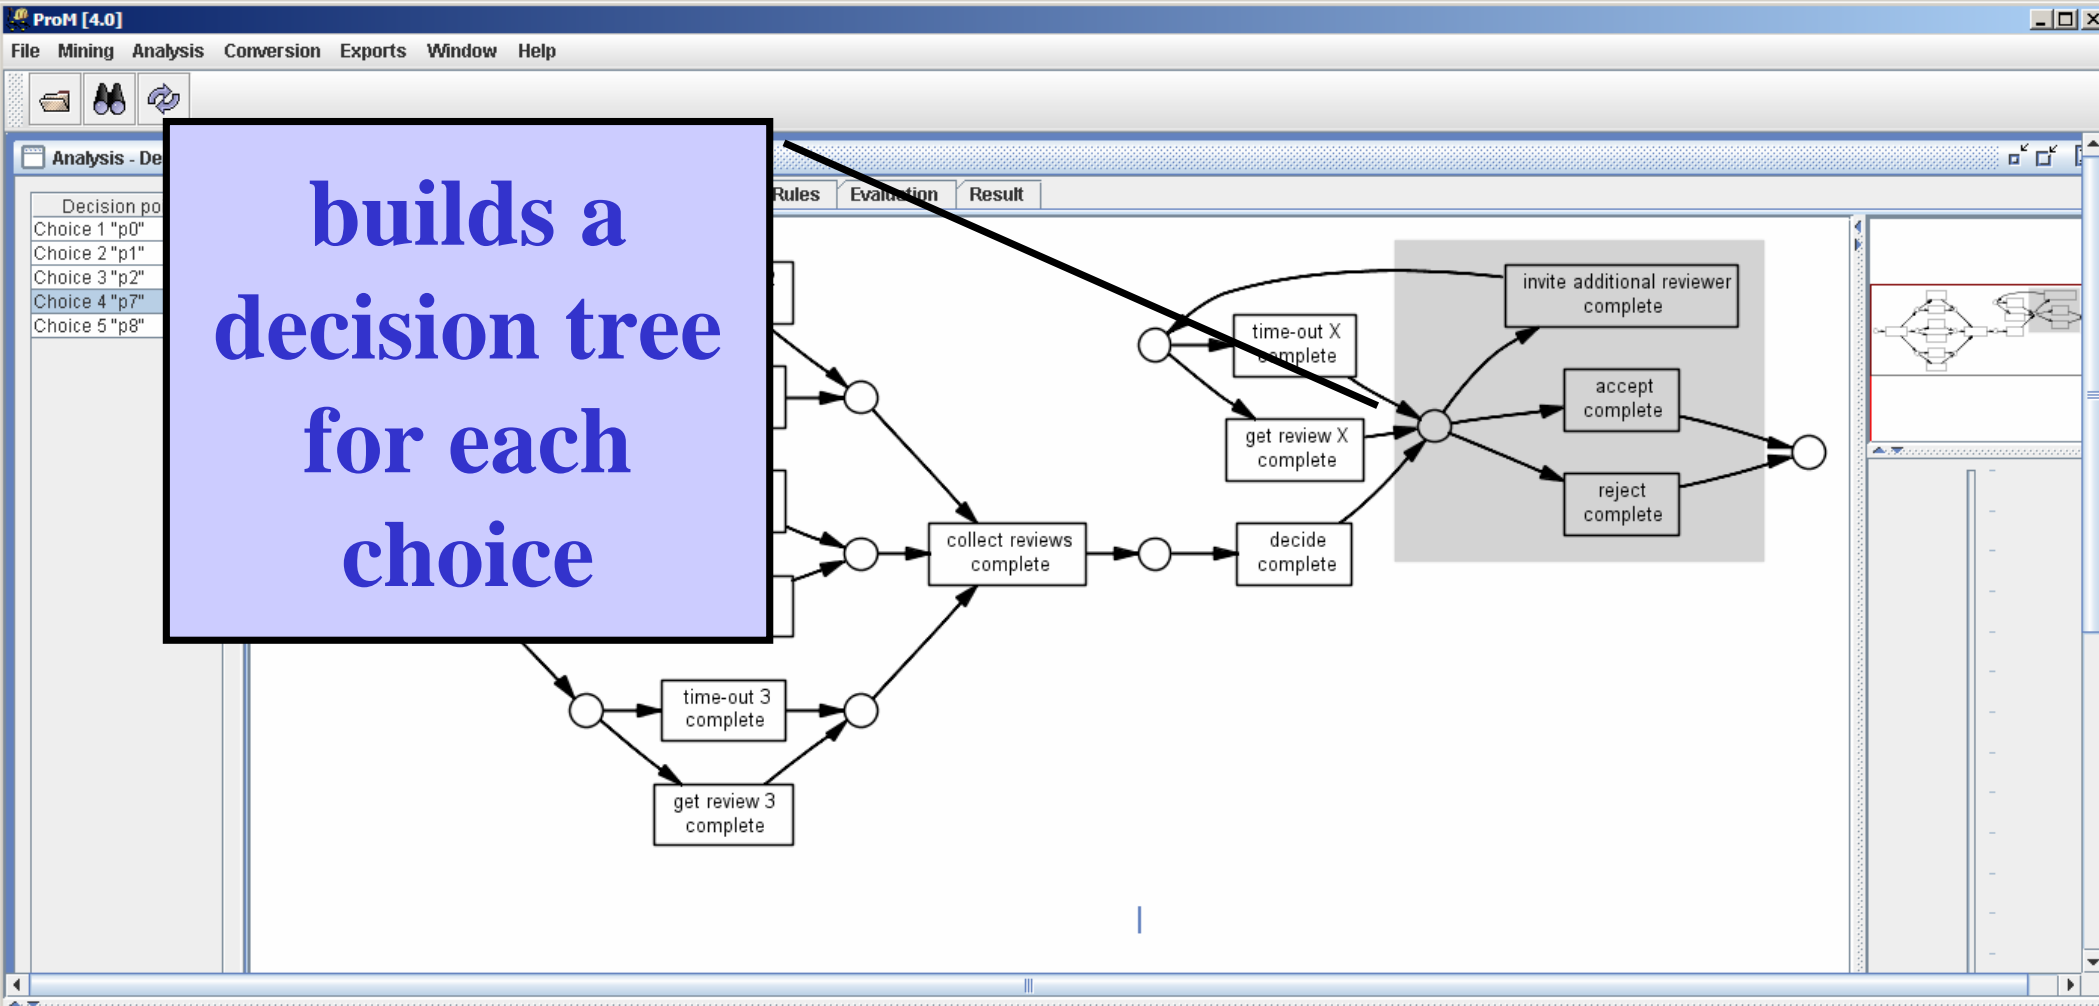 ProM [4.0]
File Mining Analysis Conversion Exports Window Help
Analysis - De
Rules Evaluation Result
Decision po
Choice 1 "p0"
Choice 2 "p1"
Choice 3 "p2"
Choice 4 "p7"
Choice 5 "p8"
builds a
decision tree
for each
choice
invite additional reviewer
complete
time-out X
complete
accept
complete
get review X
complete
reject
complete
collect reviews
complete
decide
complete
time-out 3
complete
get review 3
complete